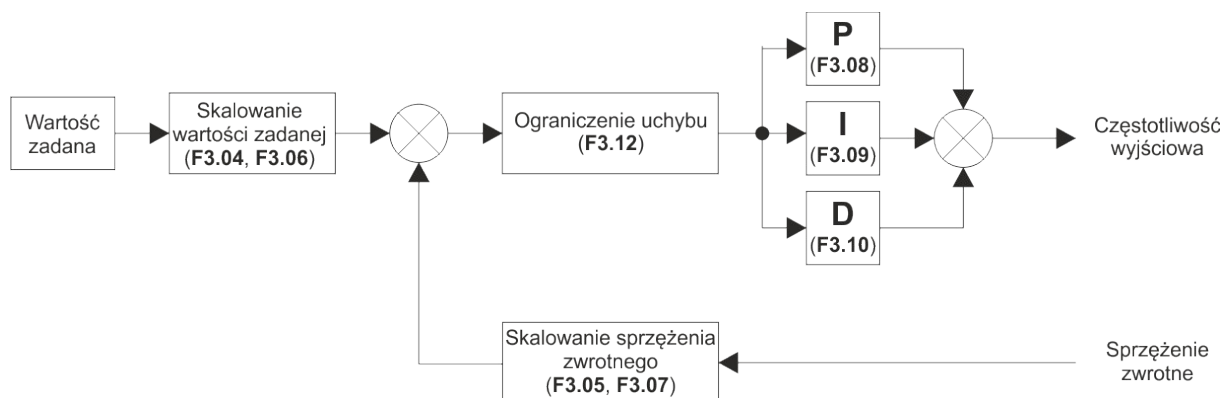 Wartość
zadana
Skalowanie
wartości zadanej
(F3.04, F3.06)
Ograniczenie uchybu
(F3.12)
P
(F3.08)
I
(F3.09)
D
(F3.10)
Częstotliwość
wyjściowa
Skalowanie sprzężenia
zwrotnego
(F3.05, F3.07)
Sprzężenie
zwrotne